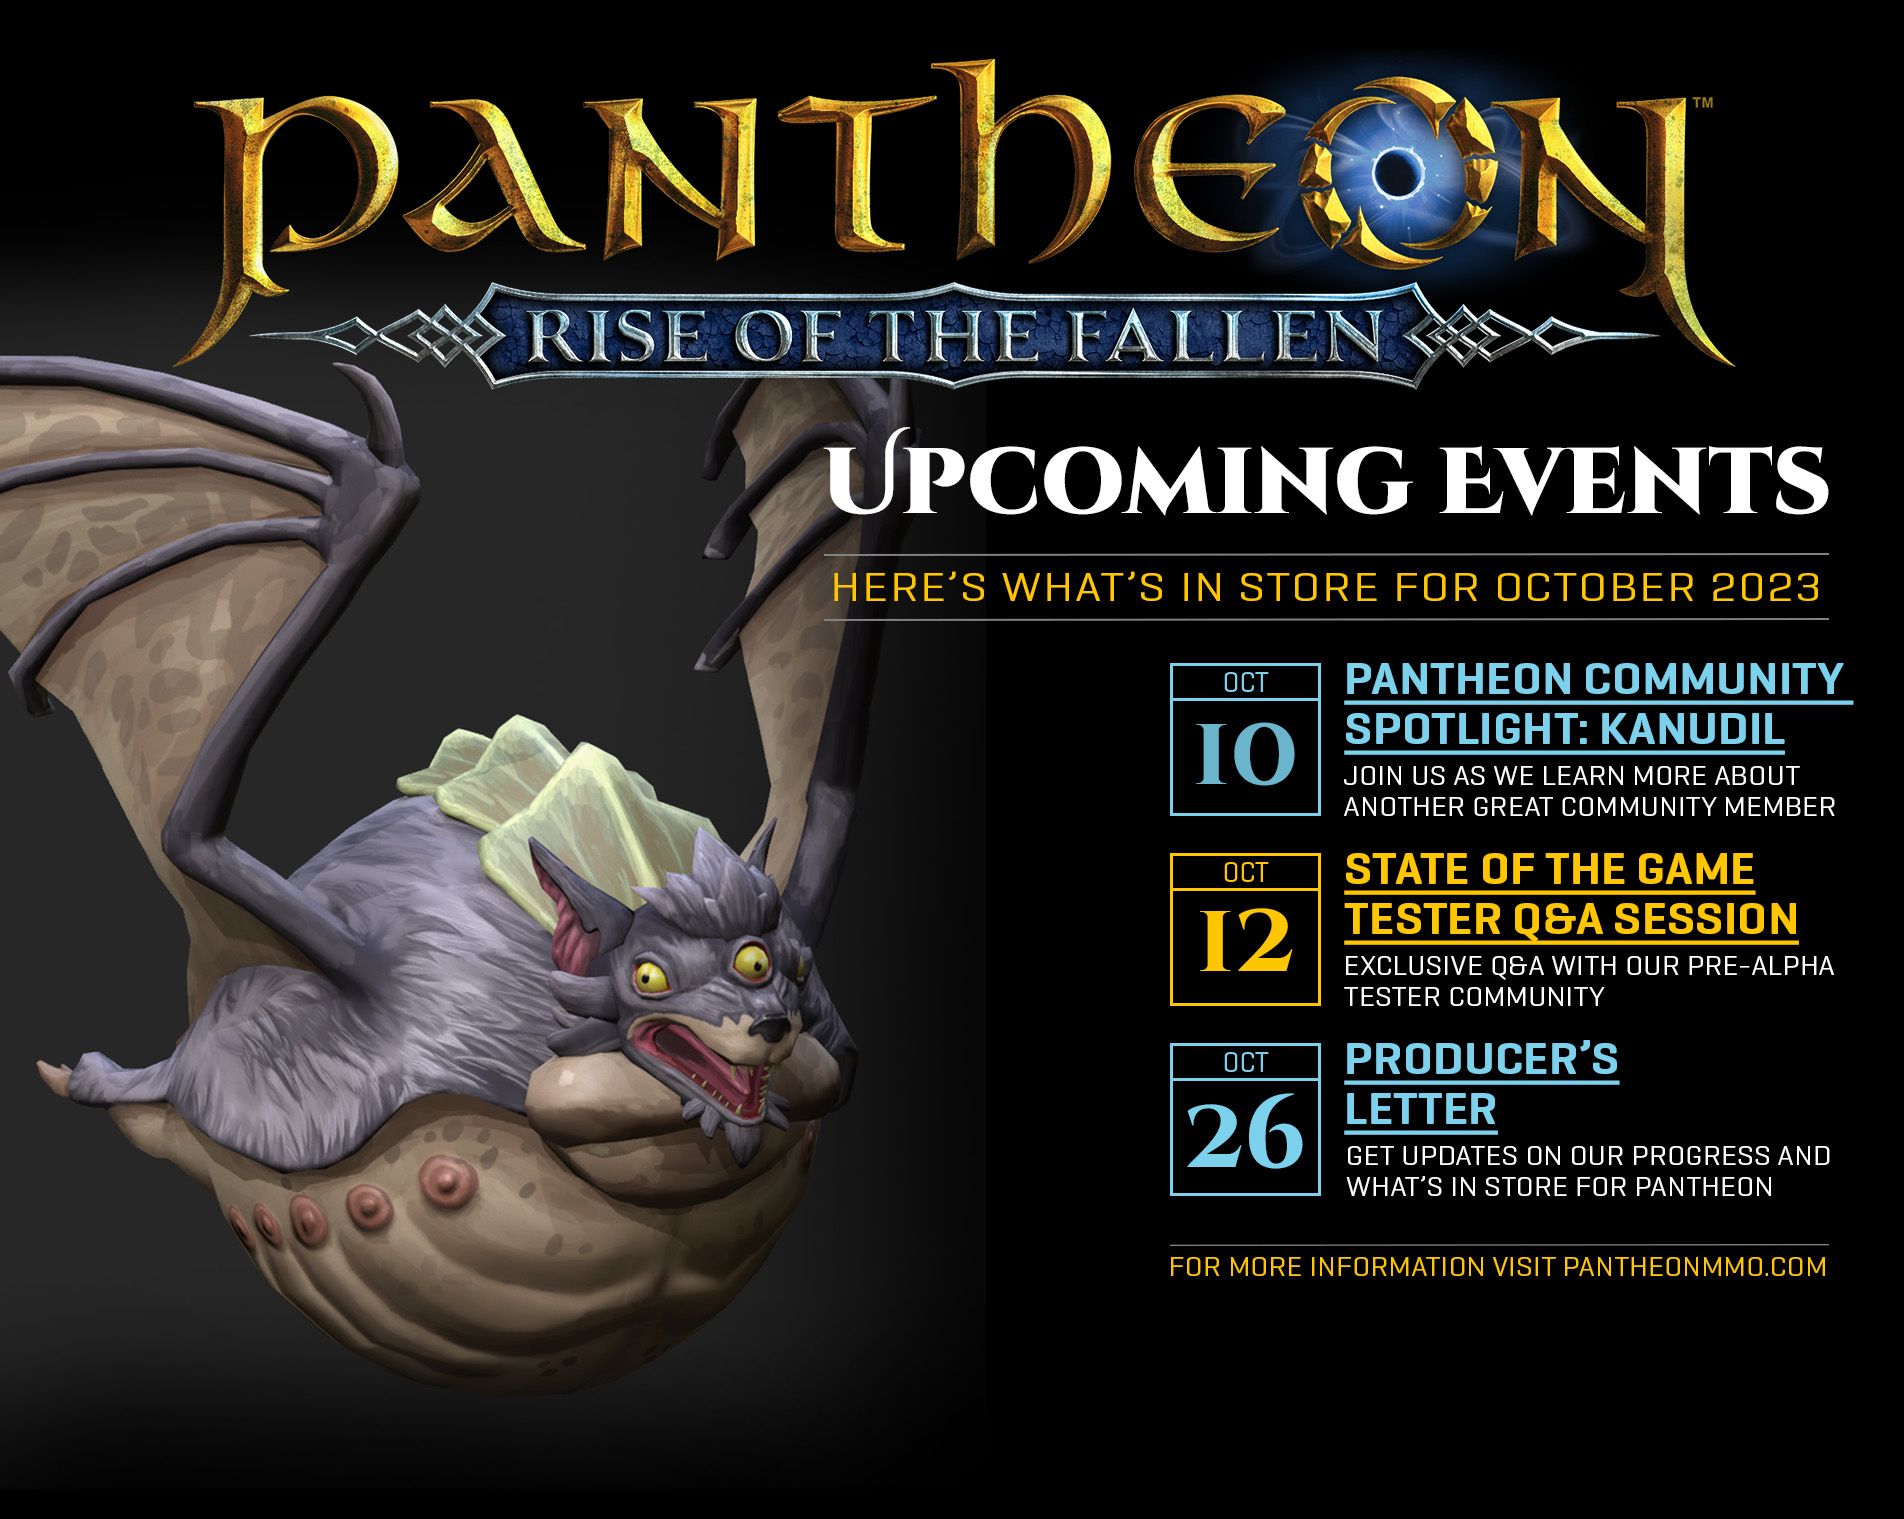 PANTHEON™
RISE OF THE FALLEN
UPCOMING EVENTS
HERE'S WHAT'S IN STORE FOR OCTOBER 2023
OCT
10
PANTHEON COMMUNITY
SPOTLIGHT: KANUDIL
JOIN US AS WE LEARN MORE ABOUT
ANOTHER GREAT COMMUNITY MEMBER
OCT
12
STATE OF THE GAME
TESTER Q&A SESSION
EXCLUSIVE Q&A WITH OUR PRE-ALPHA
TESTER COMMUNITY
OCT
26
PRODUCER'S
LETTER
GET UPDATES ON OUR PROGRESS AND
WHAT'S IN STORE FOR PANTHEON
FOR MORE INFORMATION VISIT PANTHEONMMO.COM